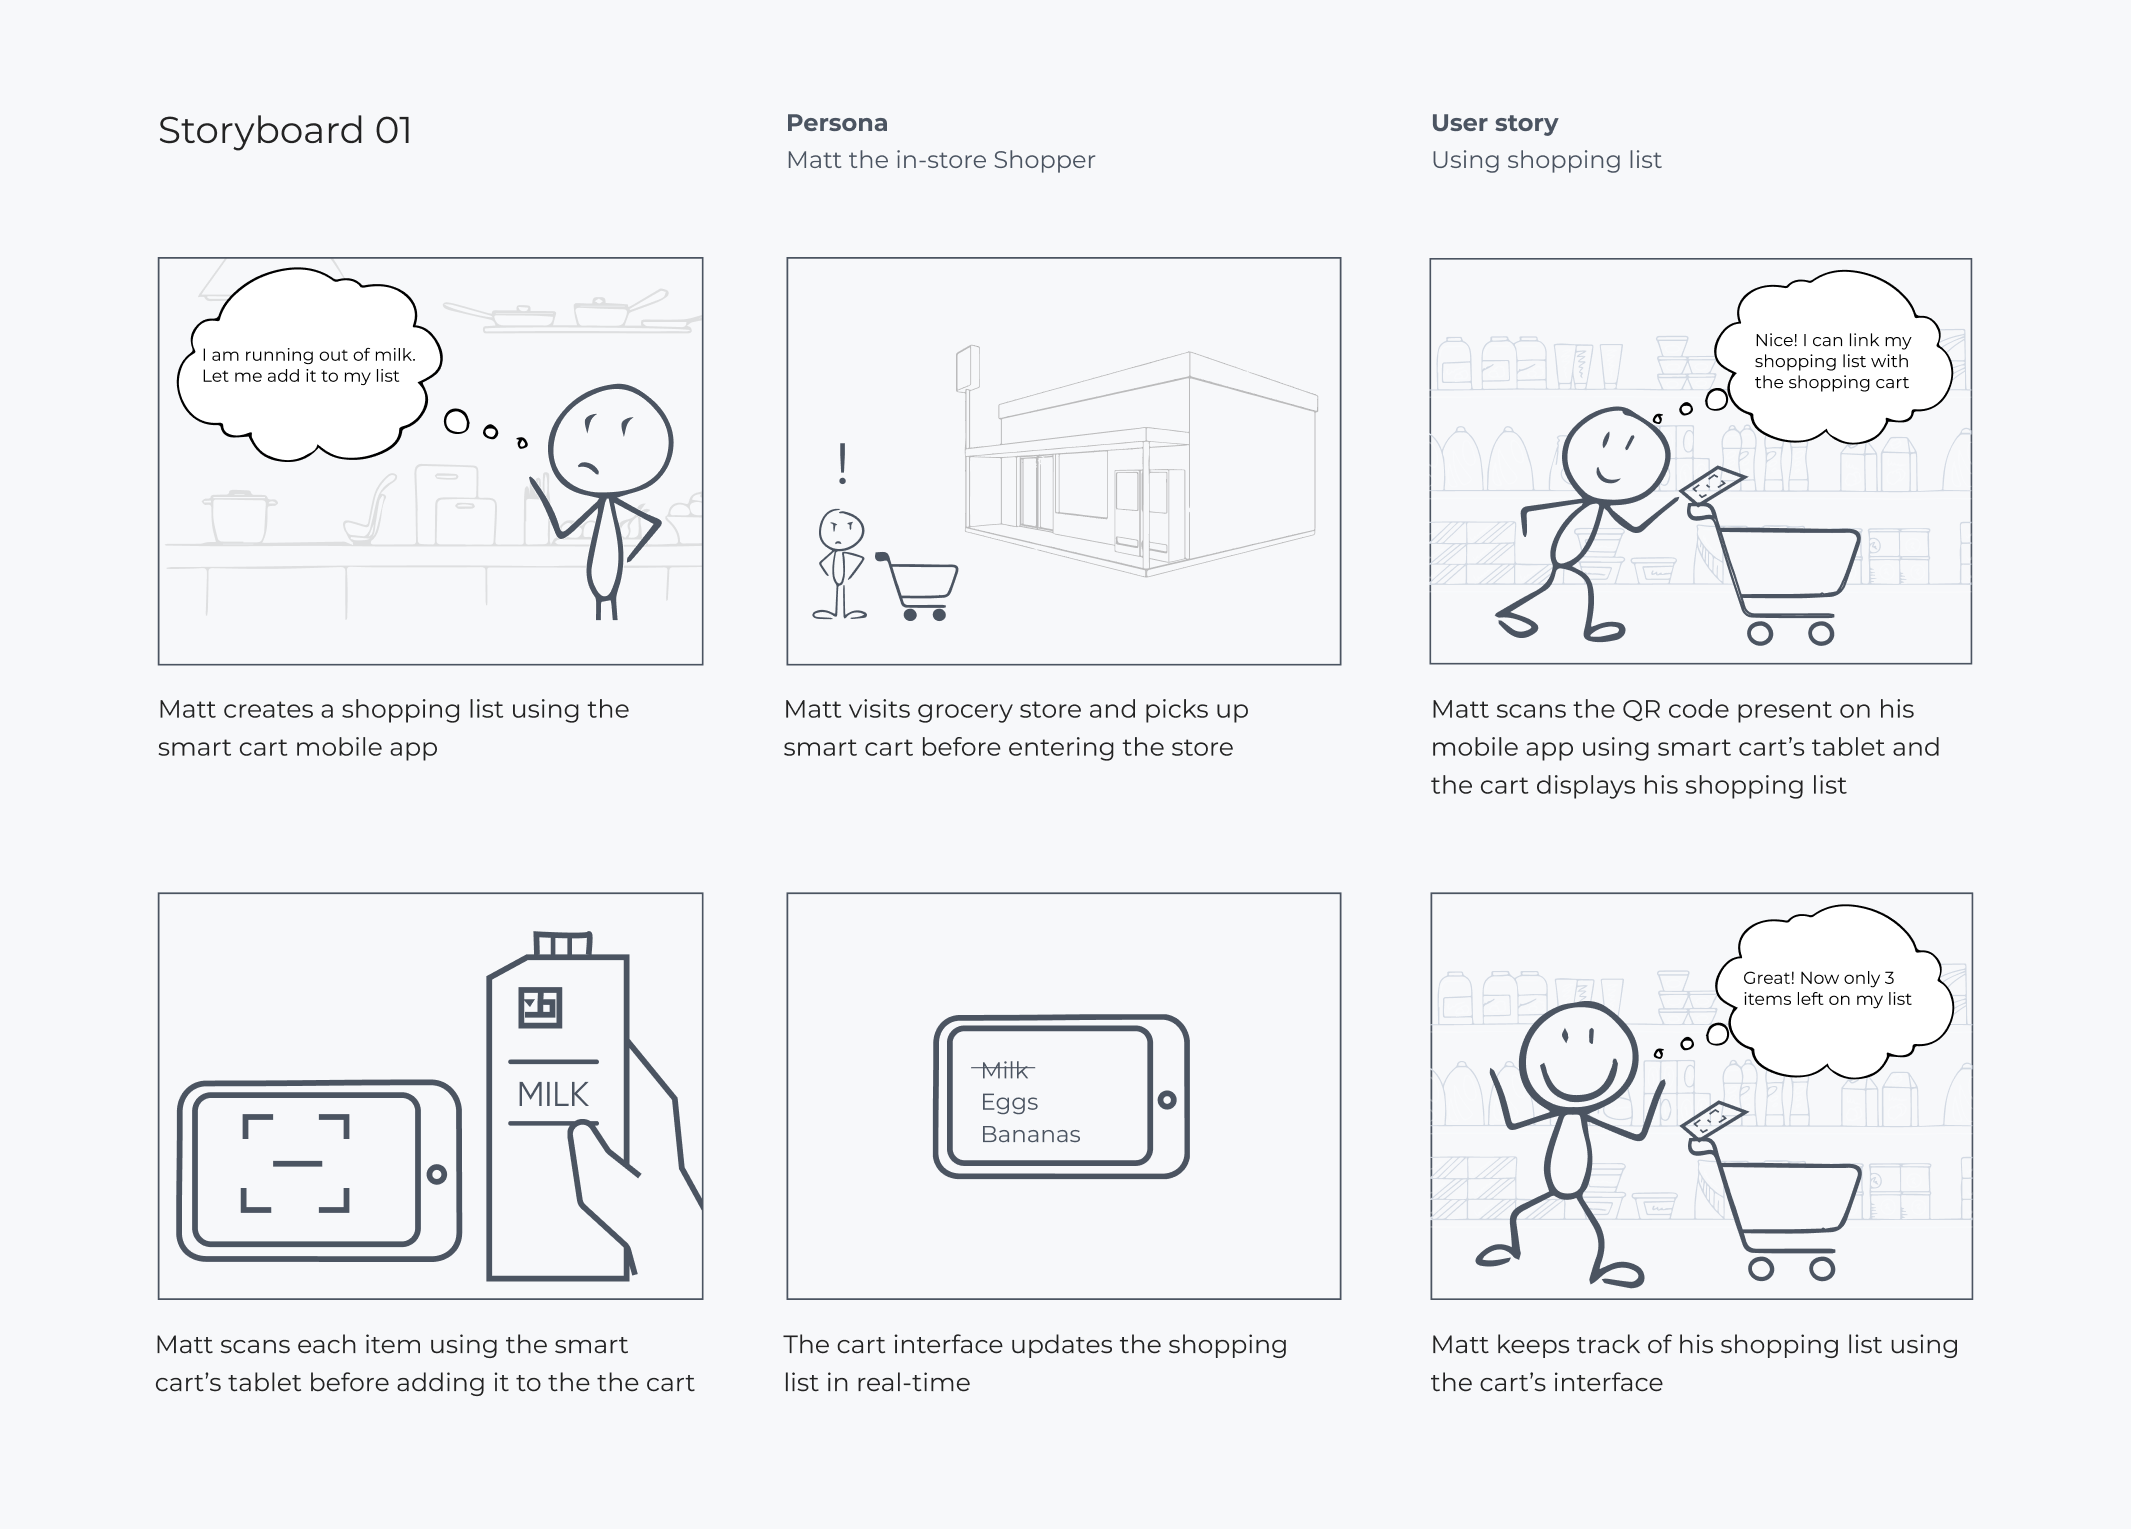 Storyboard 01
Persona
Matt the in-store Shopper
User story
Using shopping list
I am running out of milk.
Let me add it to my list
!
Nice! I can link my
shopping list with
the shopping cart
Matt creates a shopping list using the
smart cart mobile app
Matt visits grocery store and picks up
smart cart before entering the store
Matt scans the QR code present on his
mobile app using smart cart's tablet and
the cart displays his shopping list
MILK
Milk
Eggs
Bananas
Great! Now only 3
items left on my list
Matt scans each item using the smart
cart's tablet before adding it to the the cart
The cart interface updates the shopping
list in real-time
Matt keeps track of his shopping list using
the cart's interface